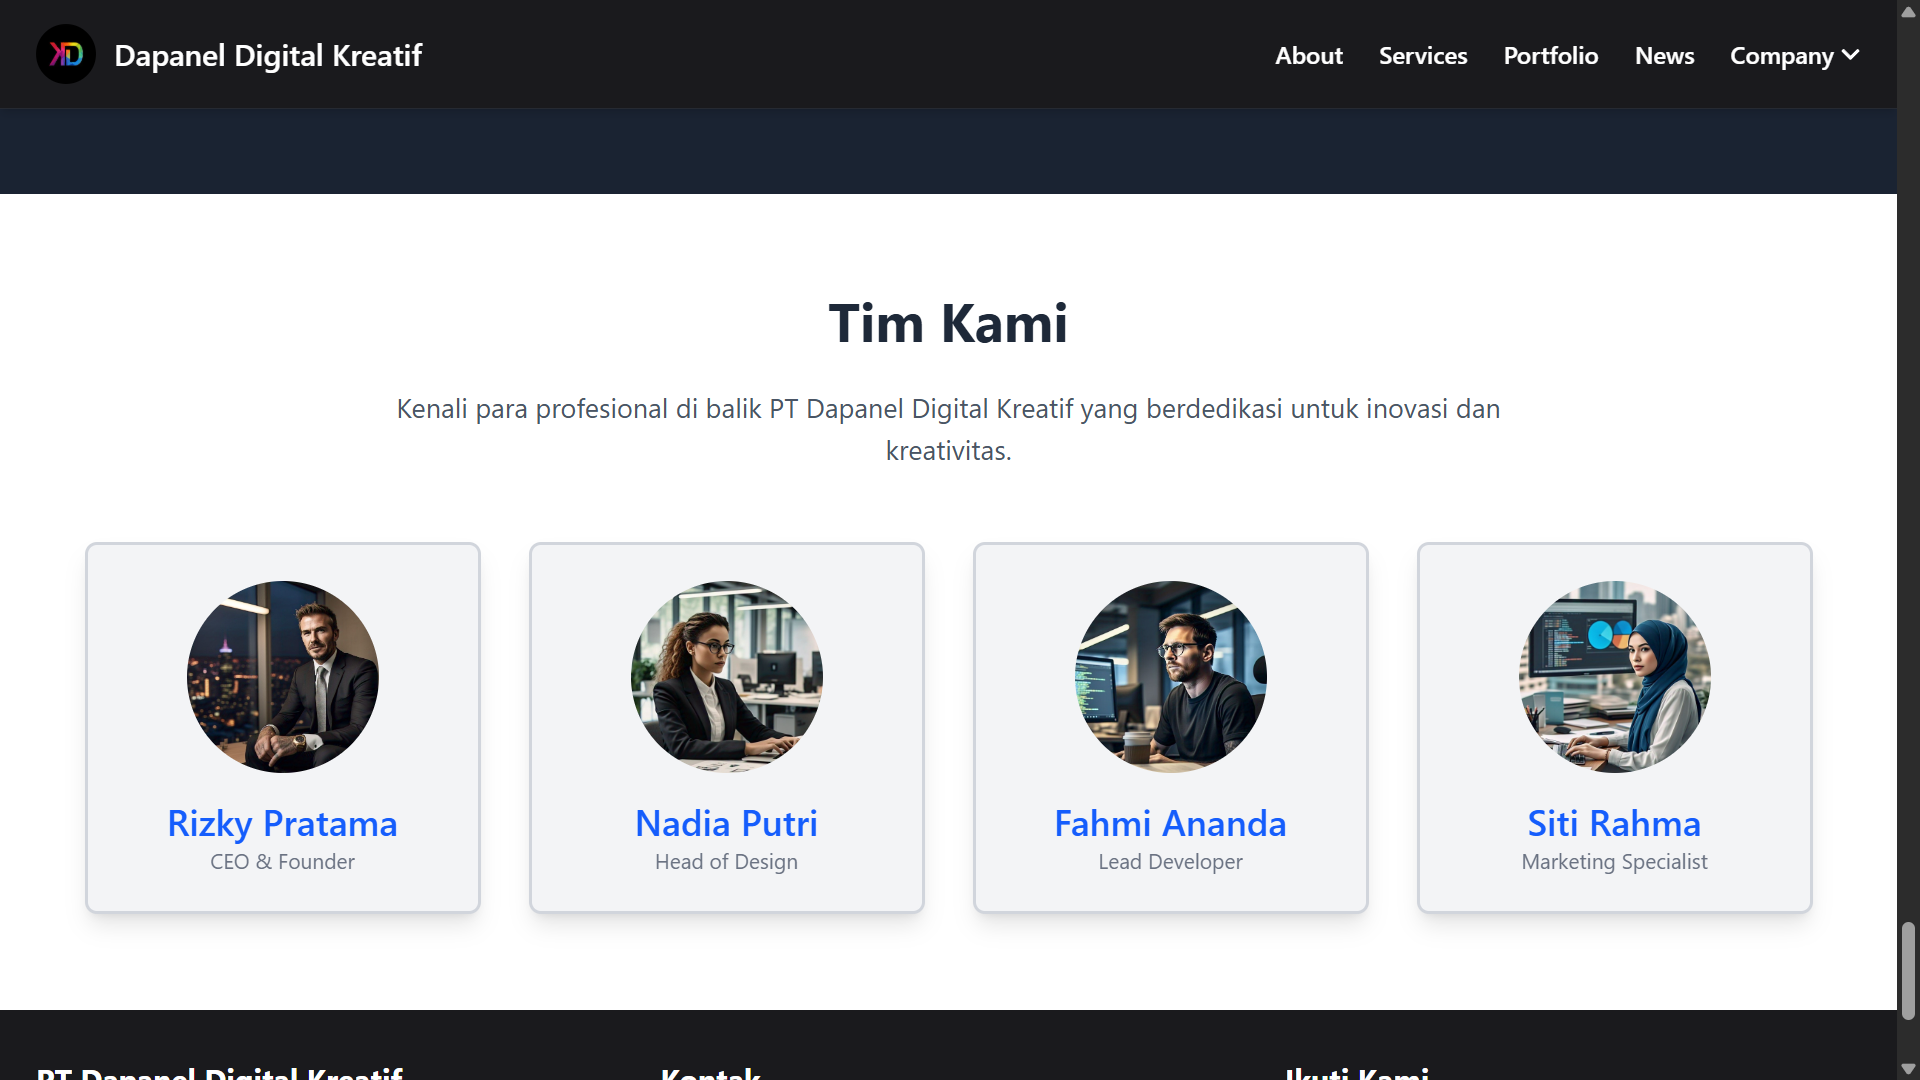 KD
Dapanel Digital Kreatif
About
Services
Portfolio
News
Company
Tim Kami
Kenali para profesional di balik PT Dapanel Digital Kreatif yang berdedikasi untuk inovasi dan
kreativitas.
Rizky Pratama
CEO & Founder
Nadia Putri
Head of Design
Fahmi Ananda
Lead Developer
Siti Rahma
Marketing Specialist
PT Dapanel Digital Kreatif
Kontak
Ikuti Kami